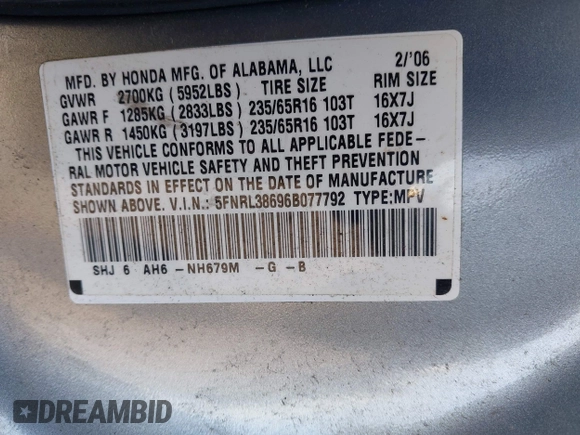 MFD. BY HONDA MFG. OF ALABAMA, LLC 2/'06
GVWR 2700KG (5952LBS) TIRE SIZE RIM SIZE
GAWR F 1285KG (2833LBS) 235/65R16 103T 16X7J
GAWR R 1450KG (3197LBS) 235/65R16 103T 16X7J
THIS VEHICLE CONFORMS TO ALL APPLICABLE FEDE-
RAL MOTOR VEHICLE SAFETY AND THEFT PREVENTION
STANDARDS IN EFFECT ON THE DATE OF MANUFACTURE
SHOWN ABOVE. V.I.N.: 5FNRL38696B077792 TYPE:MPV
SHJ 6 AH6 -NH679M -G -B
DREAMBID